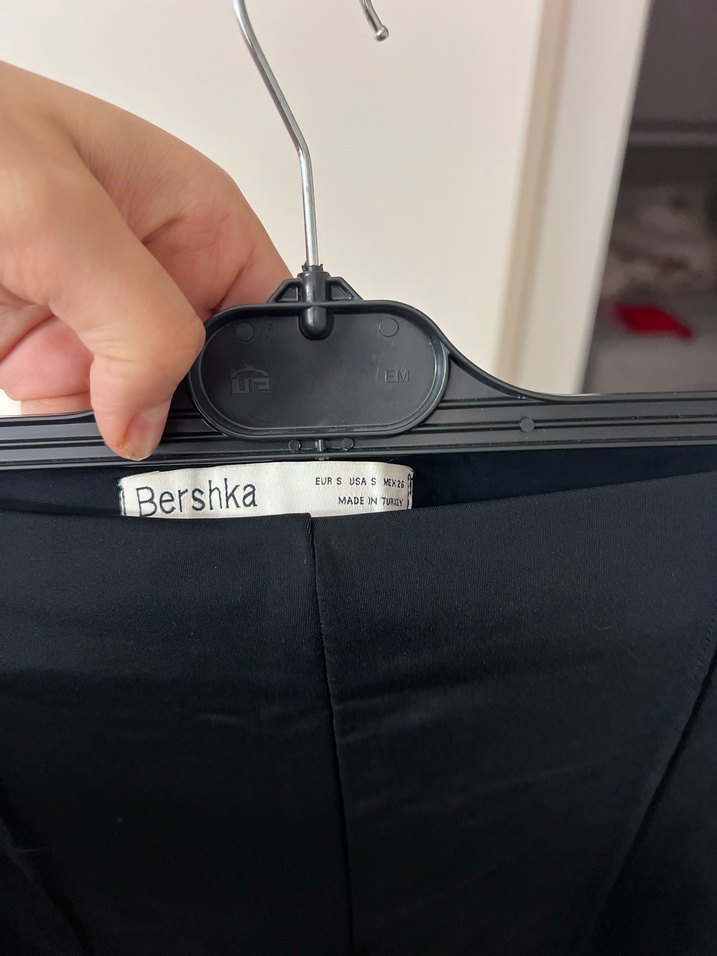 EM
Bershka
EUR S USA S MEX 26
MADE IN TURKEY